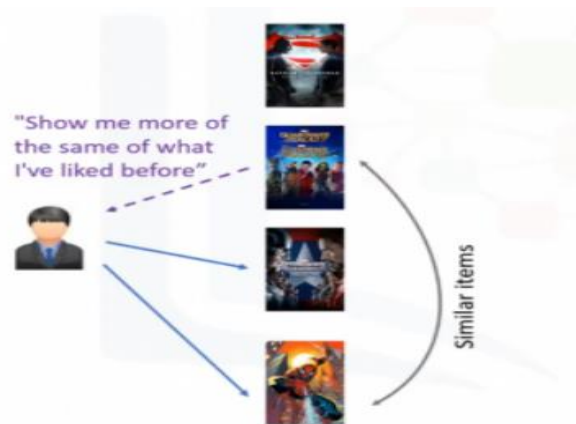 "Show me more of
the same of what
I've liked before”
Similar items